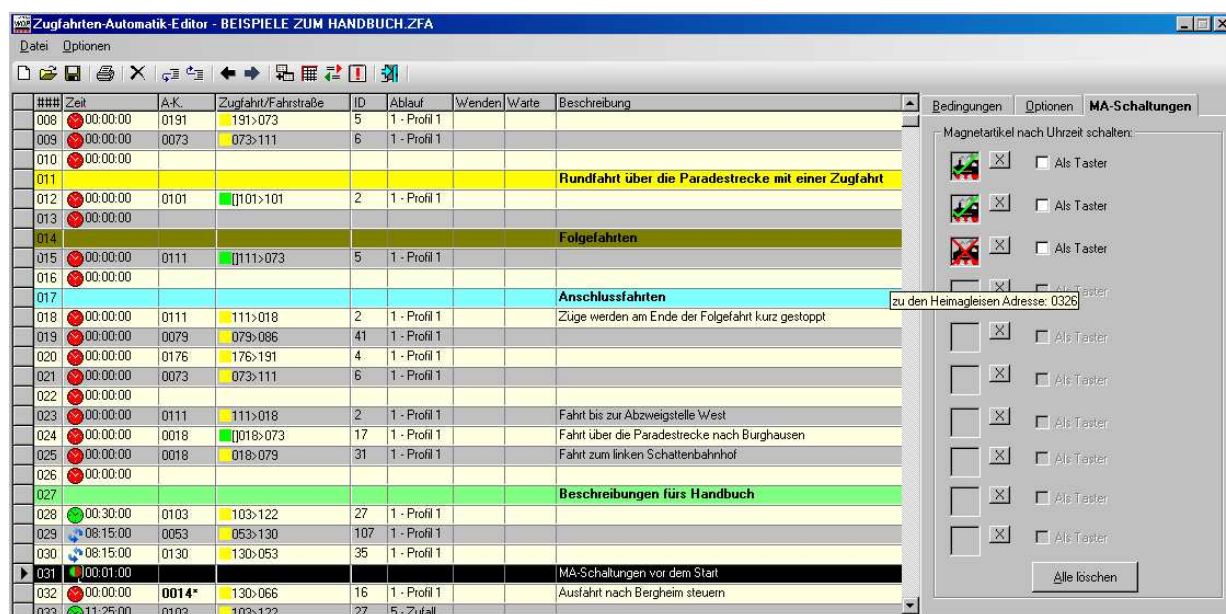 Zugfahrten-Automatik-Editor - BEISPIELE ZUM HANDBUCH.ZFA
Datei Optionen
### Zeit A-K. Zugfahrt/Fahrstraße ID Ablauf Wenden Warte Beschreibung
008 00:00:00 0191 191>073 5 1 - Profil 1
009 00:00:00 0073 073>111 6 1 - Profil 1
010 00:00:00
011 Rundfahrt über die Paradestrecke mit einer Zugfahrt
012 00:00:00 0101 []101>101 2 1 - Profil 1
013 00:00:00
014 Folgefahrten
015 00:00:00 0111 []111>073 5 1 - Profil 1
016 00:00:00
017 Anschlussfahrten
018 00:00:00 0111 111>018 2 1 - Profil 1 Züge werden am Ende der Folgefahrt kurz gestoppt
019 00:00:00 0079 079>086 41 1 - Profil 1
020 00:00:00 0176 176>191 4 1 - Profil 1
021 00:00:00 0073 073>111 6 1 - Profil 1
022 00:00:00
023 00:00:00 0111 111>018 2 1 - Profil 1 Fahrt bis zur Abzweigstelle West
024 00:00:00 0018 []018>073 17 1 - Profil 1 Fahrt über die Paradestrecke nach Burghausen
025 00:00:00 0018 018>079 31 1 - Profil 1 Fahrt zum linken Schattenbahnhof
026 00:00:00
027 Beschreibungen fürs Handbuch
028 00:30:00 0103 103>122 27 1 - Profil 1
029 08:15:00 0053 053>130 107 1 - Profil 1
030 08:15:00 0130 130>053 35 1 - Profil 1
031 00:01:00 MA-Schaltungen vor dem Start
032 00:00:00 0014* 130>066 16 1 - Profil 1 Ausfahrt nach Bergheim steuern
033 11:25:00 0103 103>122 27 5 - Zufall
Bedingungen Optionen MA-Schaltungen
Magnetartikel nach Uhrzeit schalten:
X Als Taster
X Als Taster
X Als Taster
X Taster
zu den Heimagleisen Adresse: 0326
X Als Taster
X Als Taster
X Als Taster
X Als Taster
X Als Taster
X Als Taster
Alle löschen